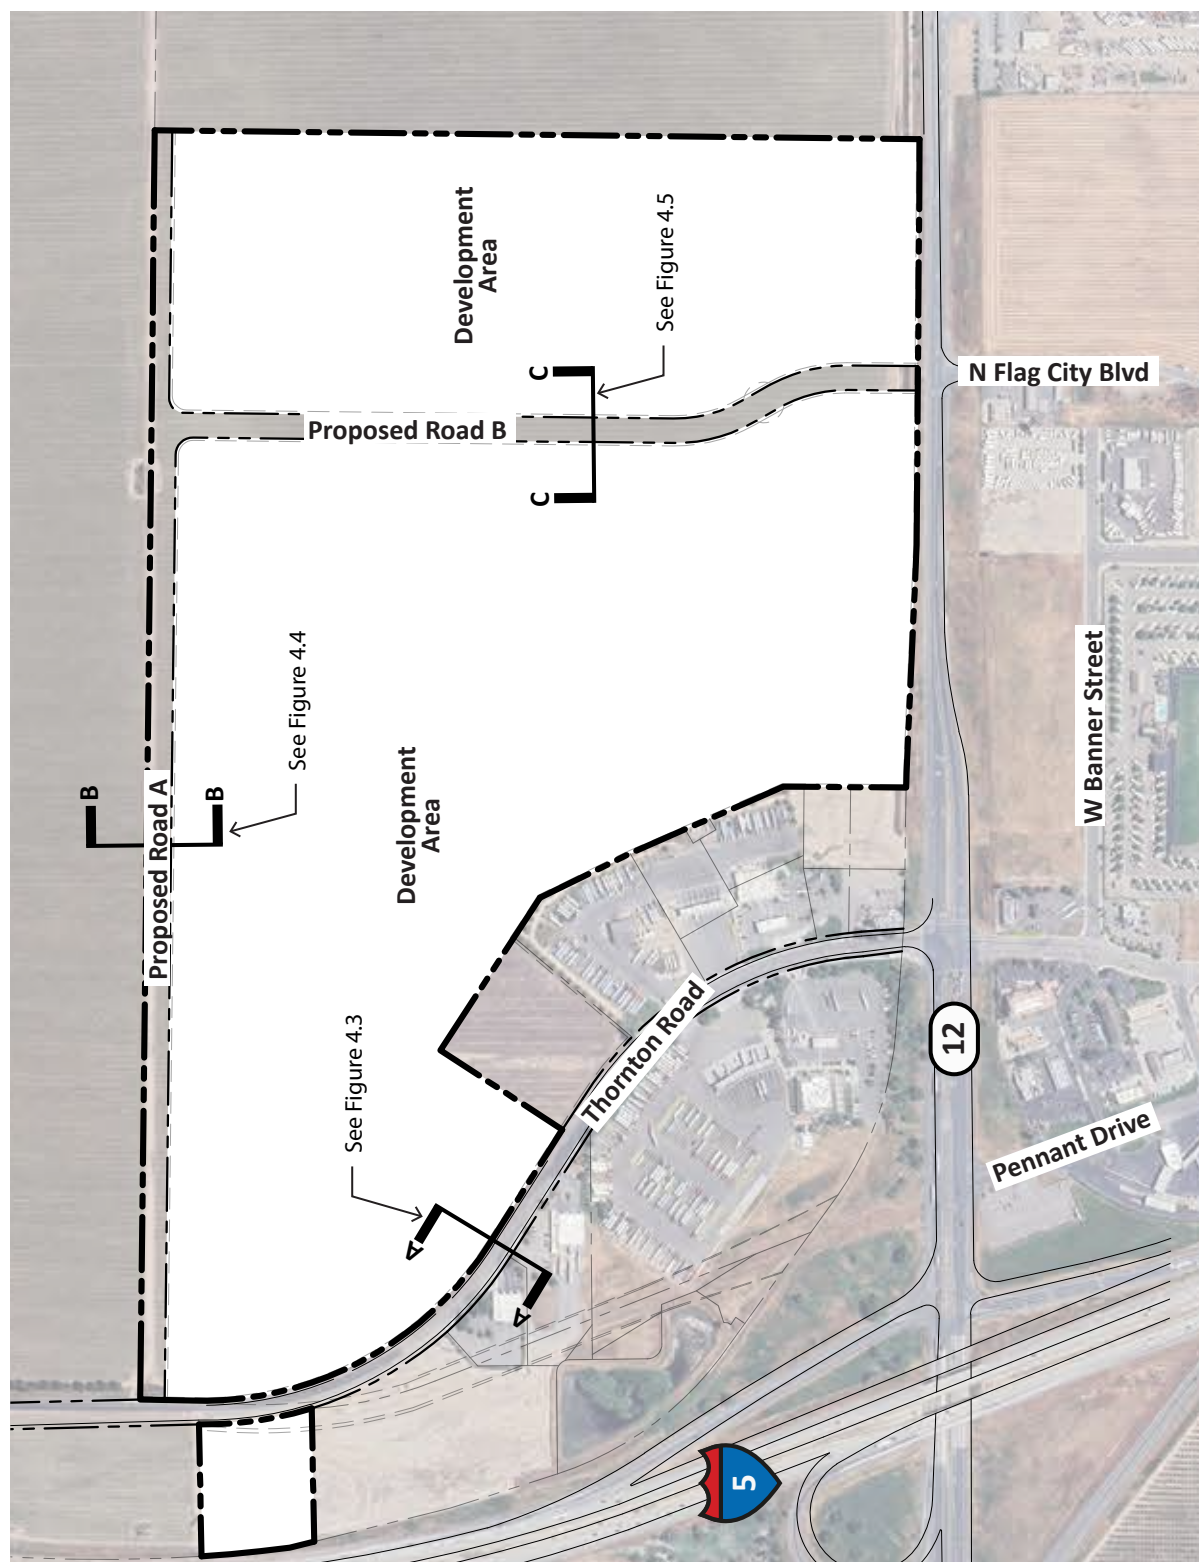 Development
Area
See Figure 4.5
C
C
N Flag City Blvd
Proposed Road B
See Figure 4.4
W Banner Street
B
B
Proposed Road A
Development
Area
See Figure 4.3
Thornton Road
12
Pennant Drive
A
A
5